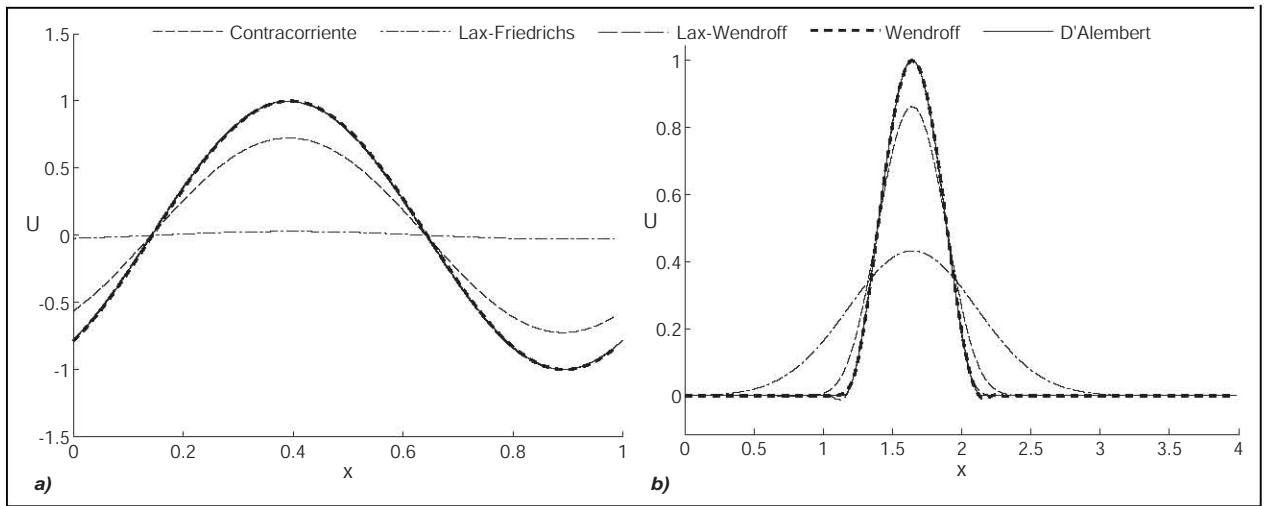 Contracorriente Lax-Friedrichs Lax-Wendroff Wendroff D'Alembert
1.5
1
0.5
0
-0.5
-1
-1.5
U
0 0.2 0.4 0.6 0.8 1
x
a)
1
0.8
0.6
0.4
0.2
0
U
0 0.5 1 1.5 2 2.5 3 3.5 4
x
b)